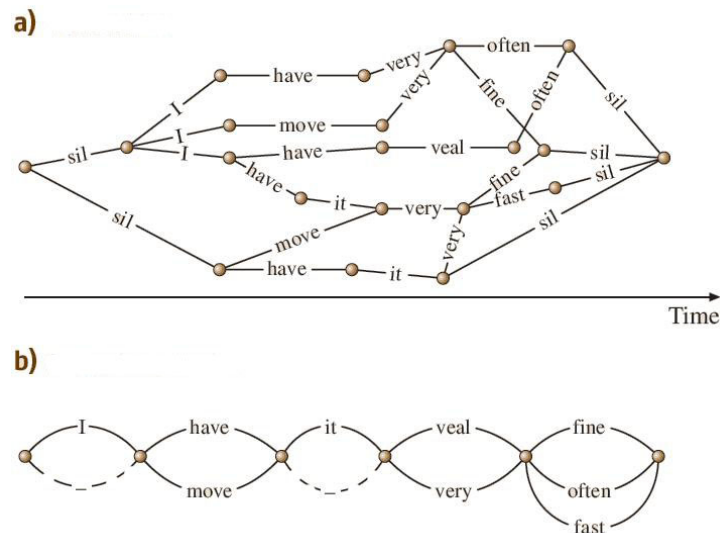 a)
often
have very
I very fine often sil
I move
sil I have veal sil
have fine sil
it very fast
sil move very sil
have it
Time
b)
I have it veal fine
– move – very often
fast